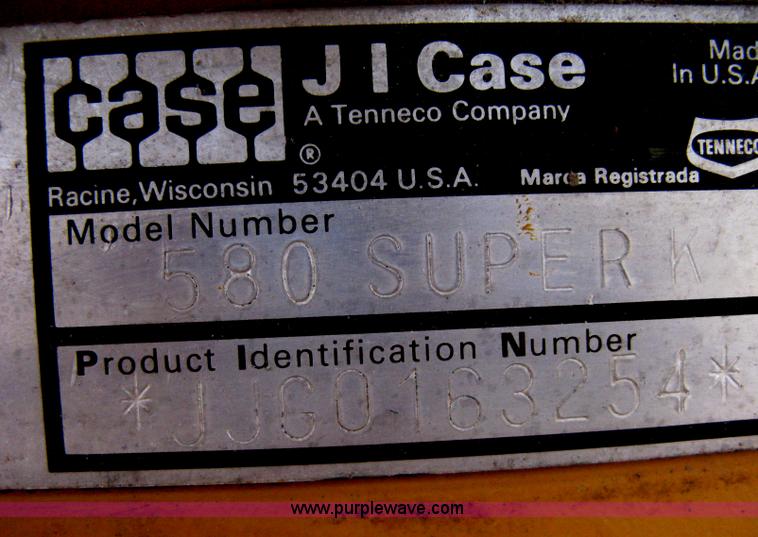 case
J I Case
A Tenneco Company
®
Racine, Wisconsin 53404 U.S.A.
Marca Registrada
Mad
In U.S.A
TENNECO
Model Number
580 SUPER K
Product Identification Number
*JJG0163254*
www.purplewave.com